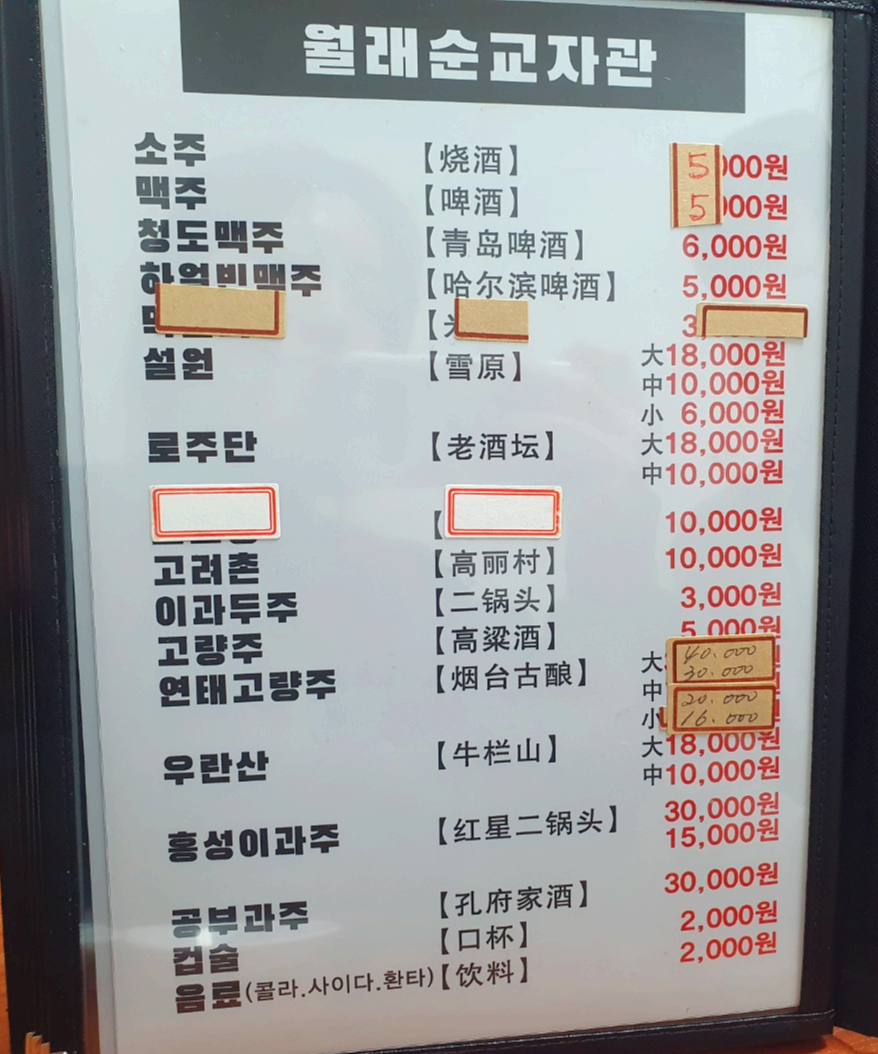 월래순교자관
소주 【烧酒】 5,000원
맥주 【啤酒】 5,000원
청도맥주 【青岛啤酒】 6,000원
하얼빈맥주 【哈尔滨啤酒】 5,000원
【 3
설원 【雪原】 大18,000원
中10,000원
小 6,000원
로주단 【老酒坛】 大18,000원
中10,000원
【 10,000원
고려촌 【高丽村】 10,000원
이과두주 【二锅头】 3,000원
고량주 【高粱酒】 5,000원
연태고량주 【烟台古酿】 大 40.000
30.000
中 20.000
小 16.000
우란산 【牛栏山】 大18,000원
中10,000원
홍성이과주 【红星二锅头】 30,000원
15,000원
공부과주 【孔府家酒】 30,000원
컵술 【口杯】 2,000원
음료(콜라.사이다.환타)【饮料】 2,000원